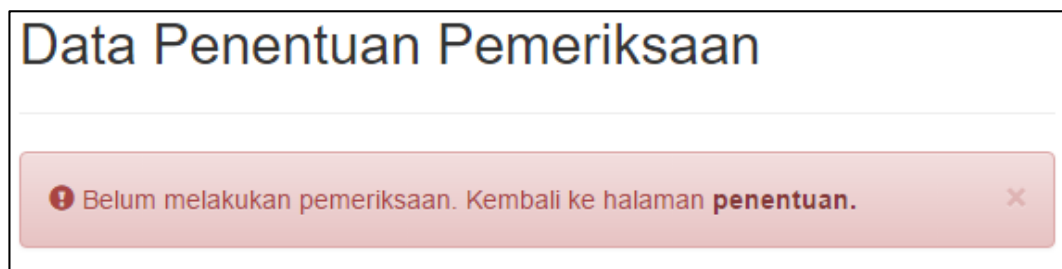 Data Penentuan Pemeriksaan
Belum melakukan pemeriksaan. Kembali ke halaman penentuan.